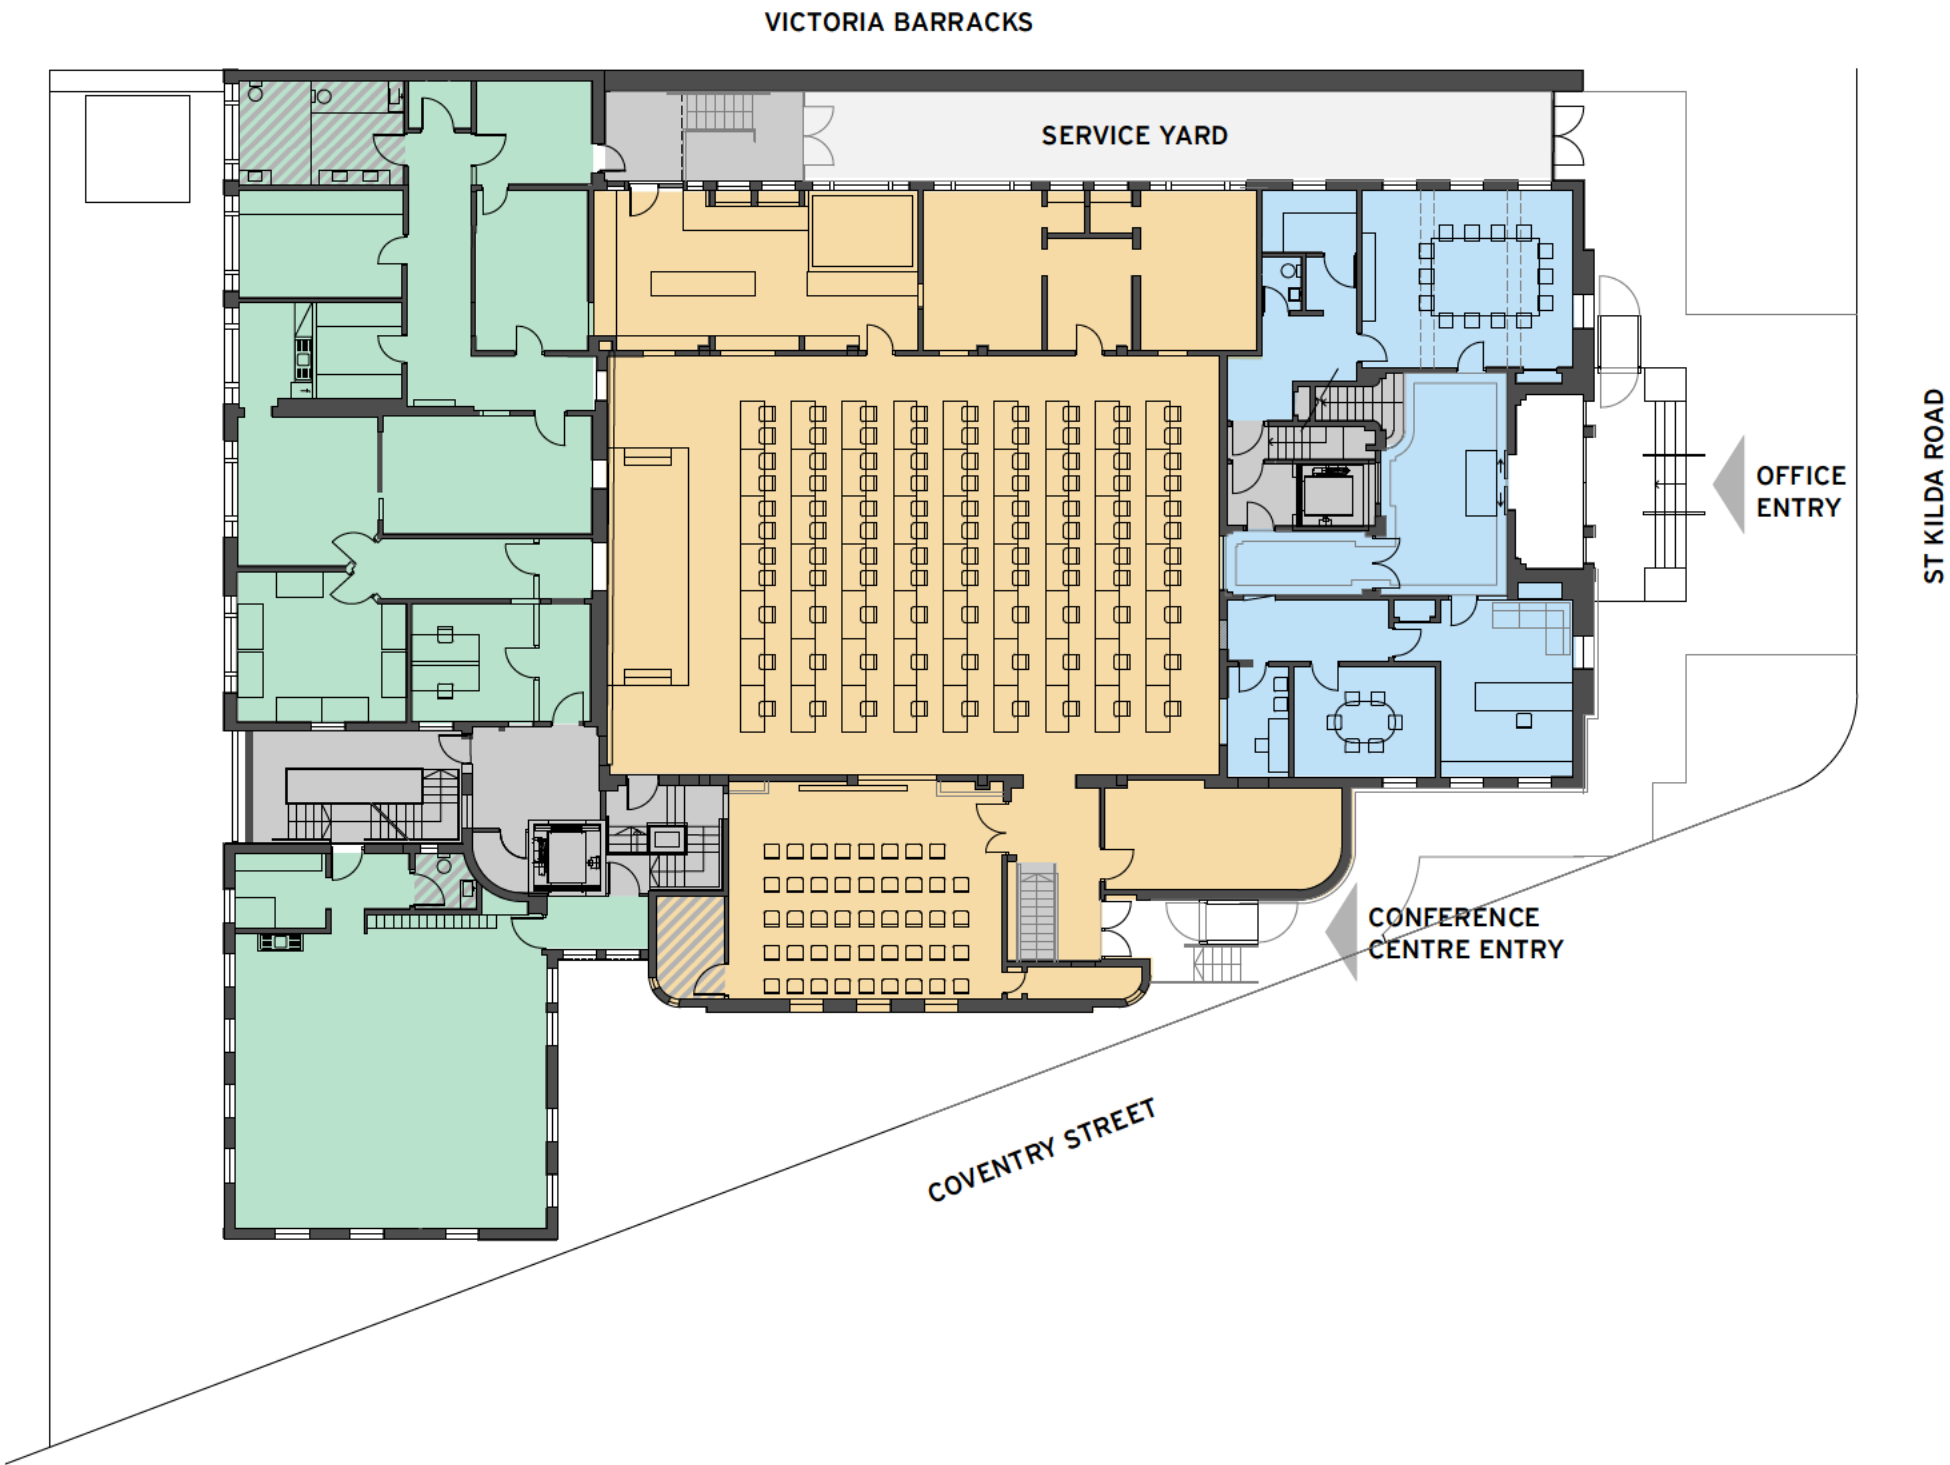 VICTORIA BARRACKS
SERVICE YARD
OFFICE
ENTRY
ST KILDA ROAD
CONFERENCE
CENTRE ENTRY
COVENTRY STREET